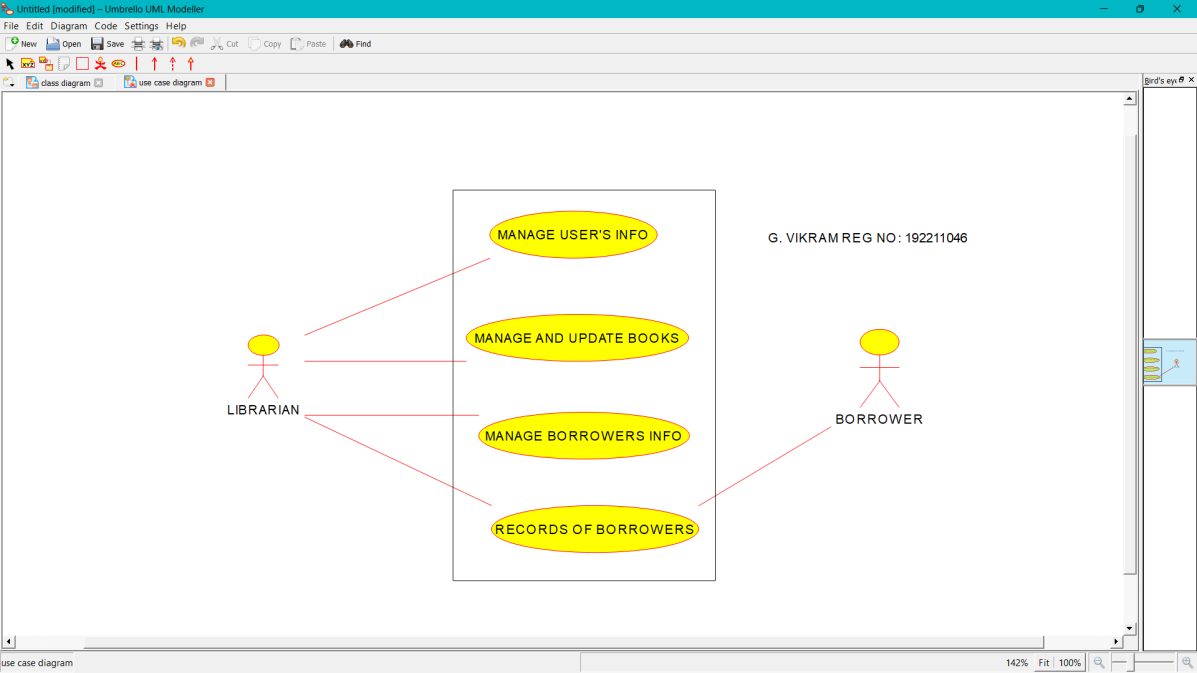 Untitled [modified] – Umbrello UML Modeller
File Edit Diagram Code Settings Help
New Open Save Cut Copy Paste Find
XYZ ABC
class diagram use case diagram
Bird's eye
MANAGE USER'S INFO
G. VIKRAM REG NO: 192211046
MANAGE AND UPDATE BOOKS
LIBRARIAN
BORROWER
MANAGE BORROWERS INFO
RECORDS OF BORROWERS
use case diagram
142% Fit 100%